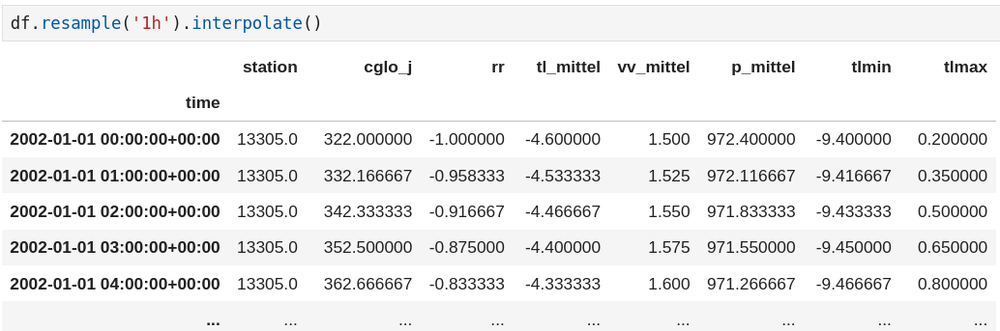 df.resample('1h').interpolate()
station cglo_j rr tl_mittel vv_mittel p_mittel tlmin tlmax
time
2002-01-01 00:00:00+00:00 13305.0 322.000000 -1.000000 -4.600000 1.500 972.400000 -9.400000 0.200000
2002-01-01 01:00:00+00:00 13305.0 332.166667 -0.958333 -4.533333 1.525 972.116667 -9.416667 0.350000
2002-01-01 02:00:00+00:00 13305.0 342.333333 -0.916667 -4.466667 1.550 971.833333 -9.433333 0.500000
2002-01-01 03:00:00+00:00 13305.0 352.500000 -0.875000 -4.400000 1.575 971.550000 -9.450000 0.650000
2002-01-01 04:00:00+00:00 13305.0 362.666667 -0.833333 -4.333333 1.600 971.266667 -9.466667 0.800000
... ... ... ... ... ... ... ... ...